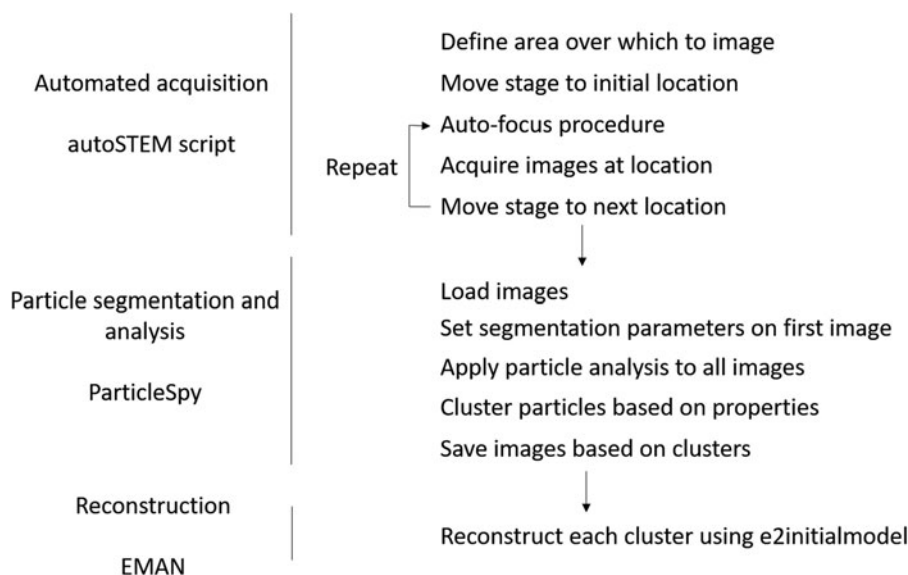 Automated acquisition
autoSTEM script
Define area over which to image
Move stage to initial location
Auto-focus procedure
Repeat
Acquire images at location
Move stage to next location
Particle segmentation and
analysis
ParticleSpy
Load images
Set segmentation parameters on first image
Apply particle analysis to all images
Cluster particles based on properties
Save images based on clusters
Reconstruction
EMAN
Reconstruct each cluster using e2initialmodel